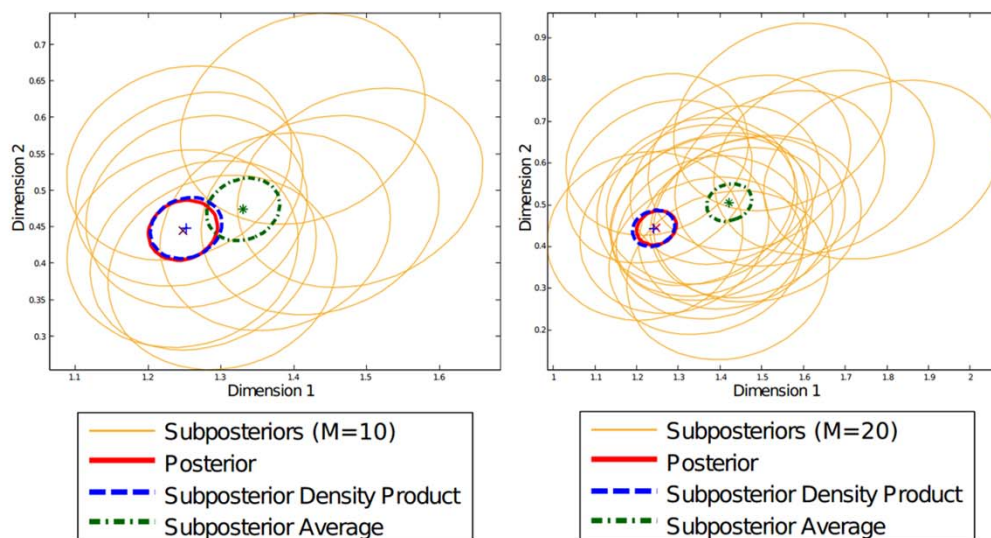 0.7
0.65
0.6
0.55
0.5
0.45
0.4
0.35
0.3
Dimension 2
1.1 1.2 1.3 1.4 1.5 1.6
Dimension 1
Subposteriors (M=10)
Posterior
Subposterior Density Product
Subposterior Average
0.9
0.8
0.7
0.6
0.5
0.4
0.3
0.2
Dimension 2
1 1.1 1.2 1.3 1.4 1.5 1.6 1.7 1.8 1.9 2
Dimension 1
Subposteriors (M=20)
Posterior
Subposterior Density Product
Subposterior Average